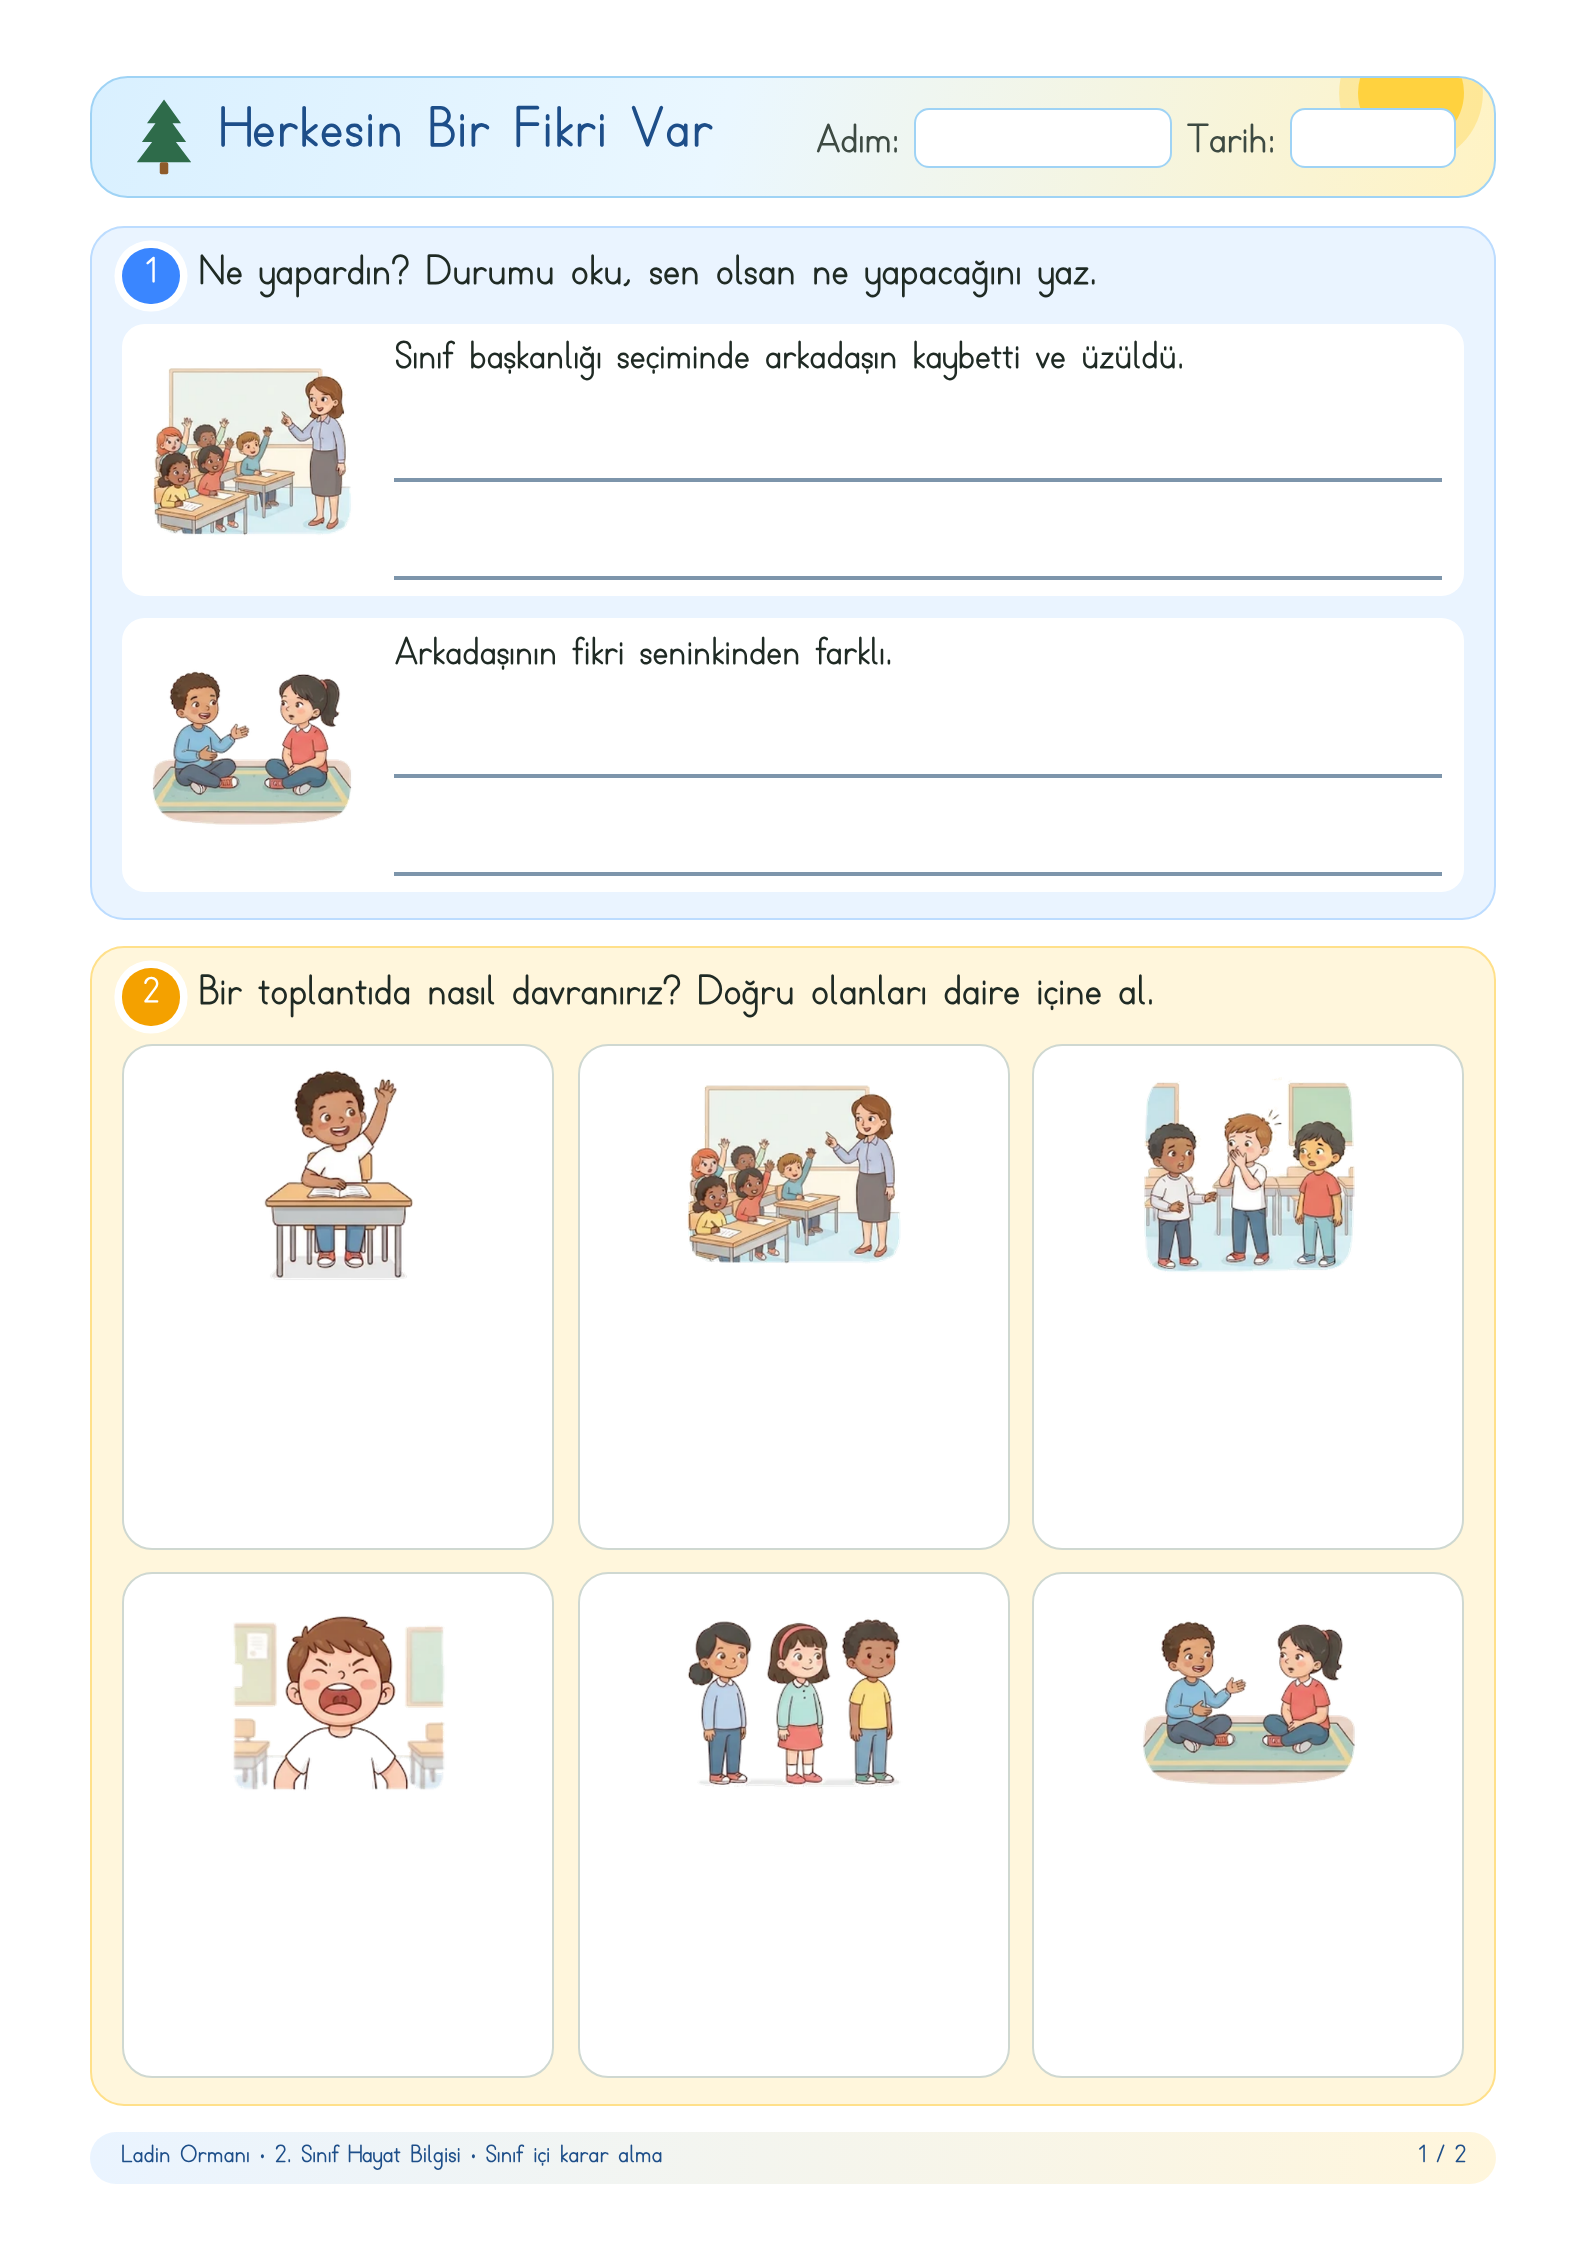 Herkesin Bir Fikri Var
Adım:
Tarih:
1
Ne yapardın? Durumu oku, sen olsan ne yapacağını yaz.
Sınıf başkanlığı seçiminde arkadaşın kaybetti ve üzüldü.
Arkadaşının fikri seninkinden farklı.
2
Bir toplantıda nasıl davranırız? Doğru olanları daire içine al.
Ladin Ormanı • 2. Sınıf Hayat Bilgisi • Sınıf içi karar alma
1 / 2